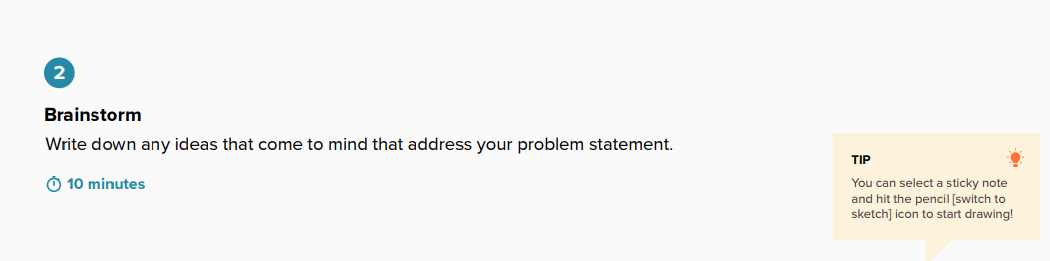 2
Brainstorm
Write down any ideas that come to mind that address your problem statement.
10 minutes
TIP
You can select a sticky note
and hit the pencil [switch to
sketch] icon to start drawing!